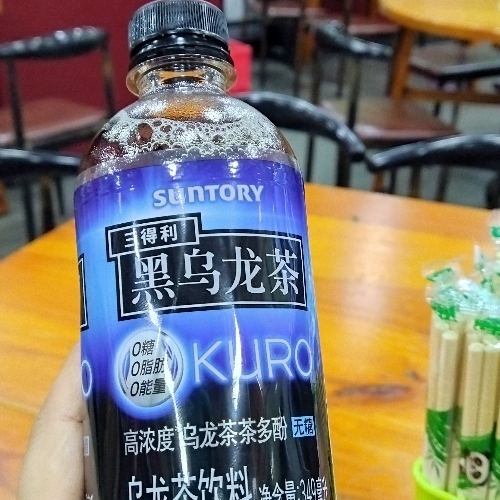 SUNTORY
三得利
黑乌龙茶
0糖
0脂肪
0能量
KURO
高浓度 乌龙茶茶多酚 无糖
乌龙茶饮料 净含量:349毫升